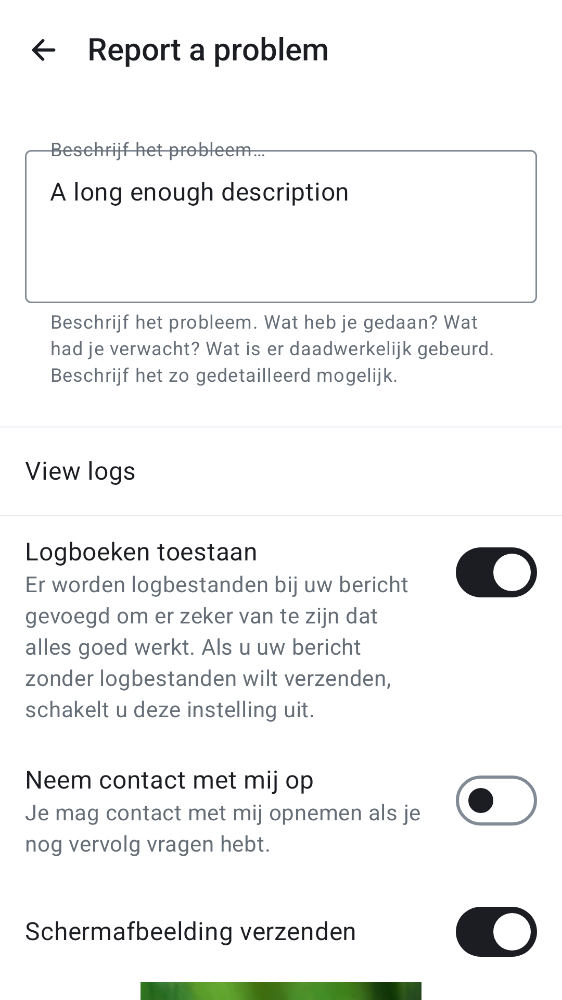 Report a problem
Beschrijf het probleem...
A long enough description
Beschrijf het probleem. Wat heb je gedaan? Wat
had je verwacht? Wat is er daadwerkelijk gebeurd.
Beschrijf het zo gedetailleerd mogelijk.
View logs
Logboeken toestaan
Er worden logbestanden bij uw bericht
gevoegd om er zeker van te zijn dat
alles goed werkt. Als u uw bericht
zonder logbestanden wilt verzenden,
schakelt u deze instelling uit.
Neem contact met mij op
Je mag contact met mij opnemen als je
nog vervolg vragen hebt.
Schermafbeelding verzenden